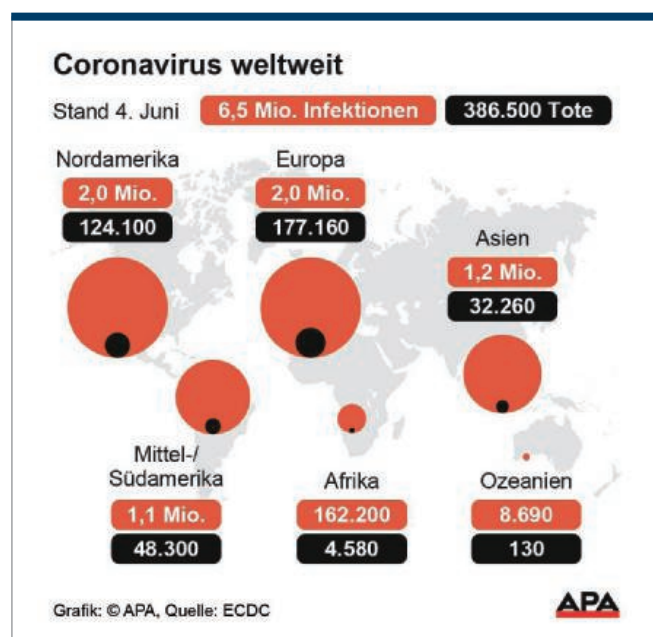 Coronavirus weltweit
Stand 4. Juni 6,5 Mio. Infektionen 386.500 Tote
Nordamerika
2,0 Mio.
124.100
Europa
2,0 Mio.
177.160
Asien
1,2 Mio.
32.260
Mittel-/
Südamerika
1,1 Mio.
48.300
Afrika
162.200
4.580
Ozeanien
8.690
130
Grafik: © APA, Quelle: ECDC
APA